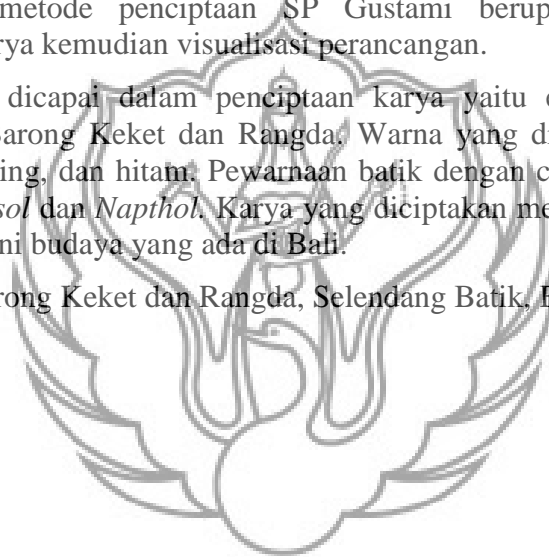 metode penciptaan SP Gustami berup
rya kemudian visualisasi perancangan.
dicapai dalam penciptaan karya yaitu
Barong Keket dan Rangda. Warna yang di
ing, dan hitam. Pewarnaan batik dengan c
sol dan Napthol. Karya yang diciptakan me
ni budaya yang ada di Bali.
rong Keket dan Rangda, Selendang Batik,